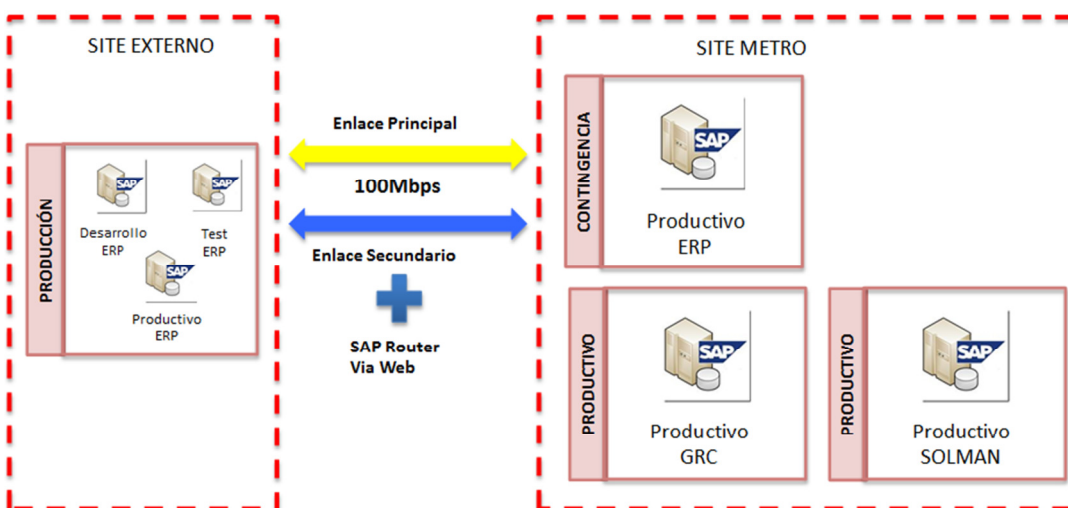 SITE EXTERNO
PRODUCCIÓN
SAP
Desarrollo
ERP
SAP
Test
ERP
SAP
Productivo
ERP
Enlace Principal
100Mbps
Enlace Secundario
SAP Router
Via Web
SITE METRO
CONTINGENCIA
SAP
Productivo
ERP
PRODUCTIVO
SAP
Productivo
GRC
PRODUCTIVO
SAP
Productivo
SOLMAN